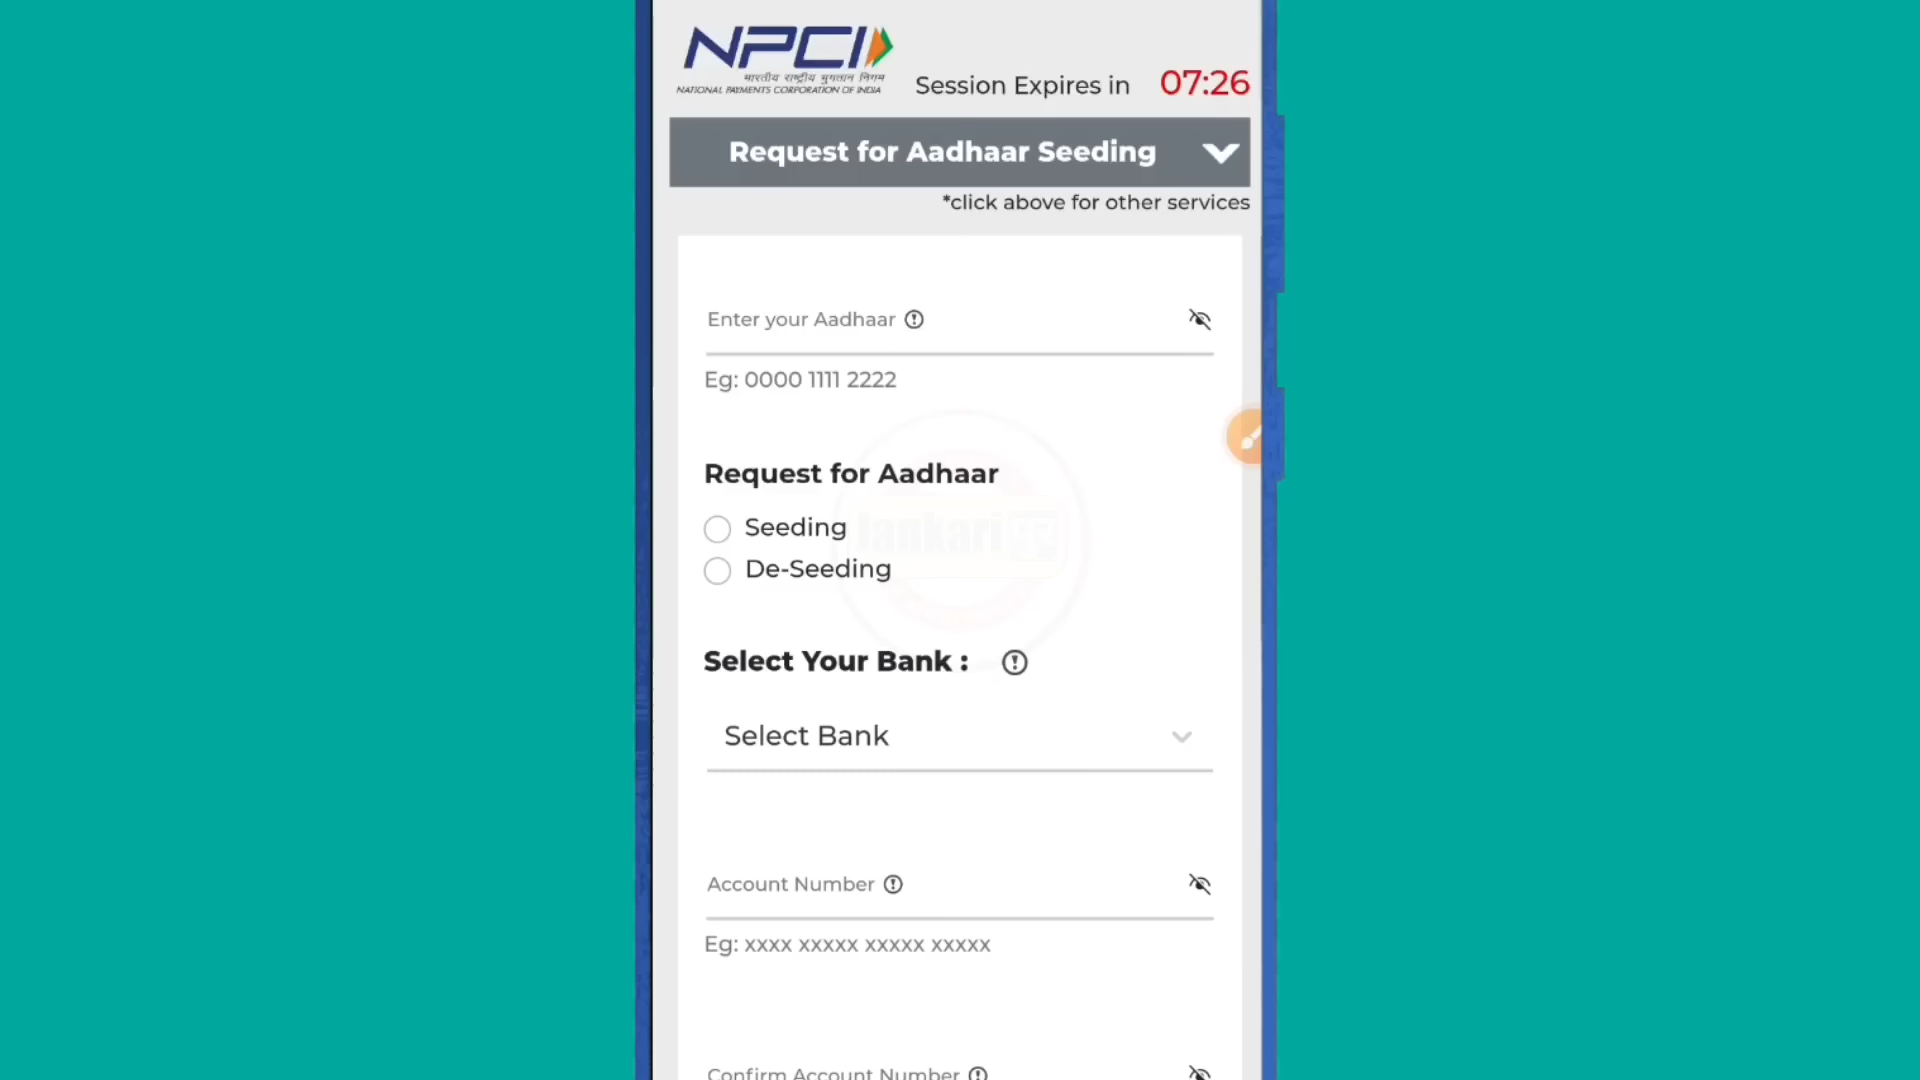 NPCI
भारतीय राष्ट्रीय भुगतान निगम
NATIONAL PAYMENTS CORPORATION OF INDIA
Session Expires in 07:26
Request for Aadhaar Seeding
*click above for other services
Enter your Aadhaar
Eg: 0000 1111 2222
Request for Aadhaar
Seeding
De-Seeding
Jankari
Select Your Bank :
Select Bank
Account Number
Eg: xxxx xxxxx xxxxx xxxxx
Confirm Account Number